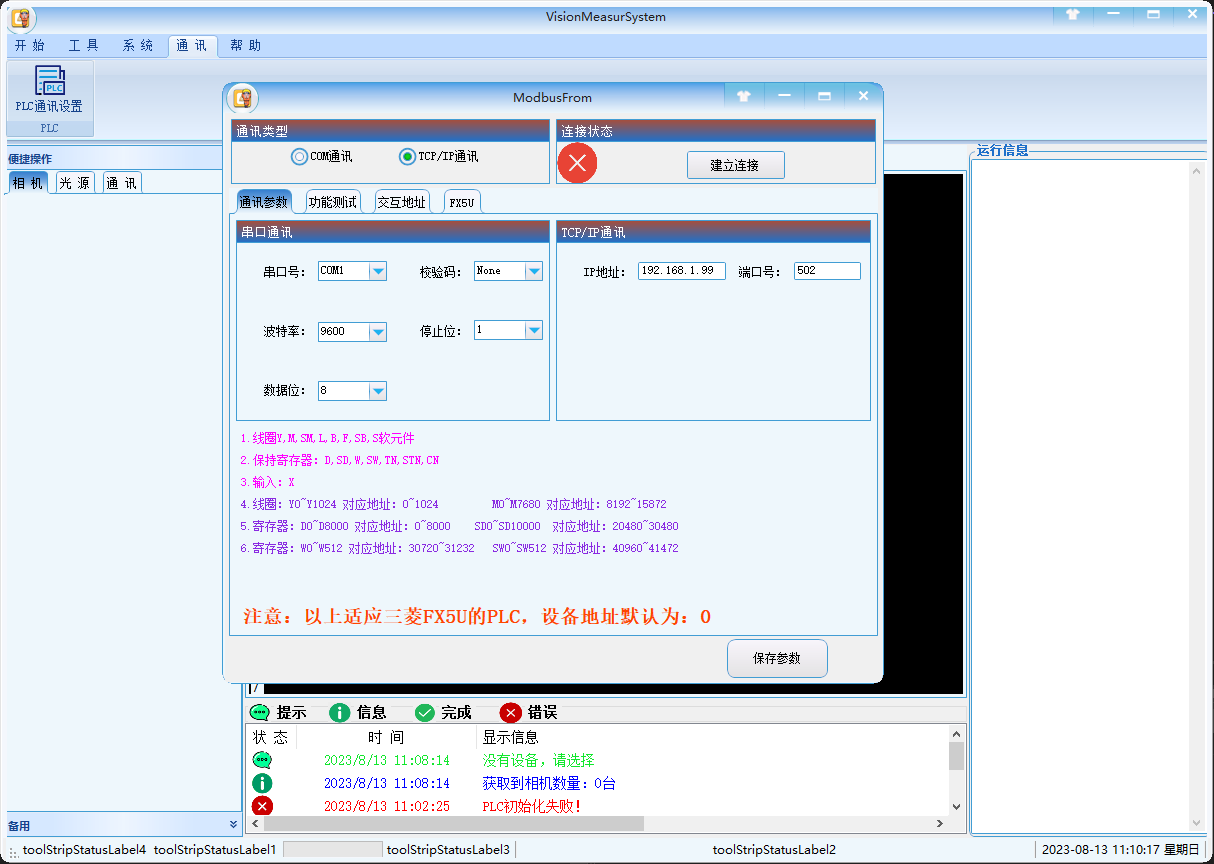 VisionMeasurSystem
开 始 工 具 系 统 通 讯 帮 助
PLC
PLC通讯设置
PLC
便捷操作
相 机 光 源 通 讯
ModbusFrom
通讯类型
COM通讯 TCP/IP通讯
连接状态
建立连接
通讯参数 功能测试 交互地址 FX5U
串口通讯
串口号: COM1 校验码: None
波特率: 9600 停止位: 1
数据位: 8
TCP/IP通讯
IP地址: 192.168.1.99 端口号: 502
1.线圈Y,M,SM,L,B,F,SB,S软元件
2.保持寄存器: D,SD,W,SW,TN,STN,CN
3.输入: X
4.线圈: Y0~Y1024 对应地址: 0~1024 M0~M7680 对应地址: 8192~15872
5.寄存器: D0~D8000 对应地址: 0~8000 SD0~SD10000 对应地址: 20480~30480
6.寄存器: W0~W512 对应地址: 30720~31232 SW0~SW512 对应地址: 40960~41472
注意: 以上适应三菱FX5U的PLC, 设备地址默认为: 0
保存参数
运行信息
提示 信息 完成 错误
状 态 时 间 显示信息
2023/8/13 11:08:14 没有设备, 请选择
2023/8/13 11:08:14 获取到相机数量: 0台
2023/8/13 11:02:25 PLC初始化失败!
备用
toolStripStatusLabel4 toolStripStatusLabel1 toolStripStatusLabel3 toolStripStatusLabel2 2023-08-13 11:10:17 星期日